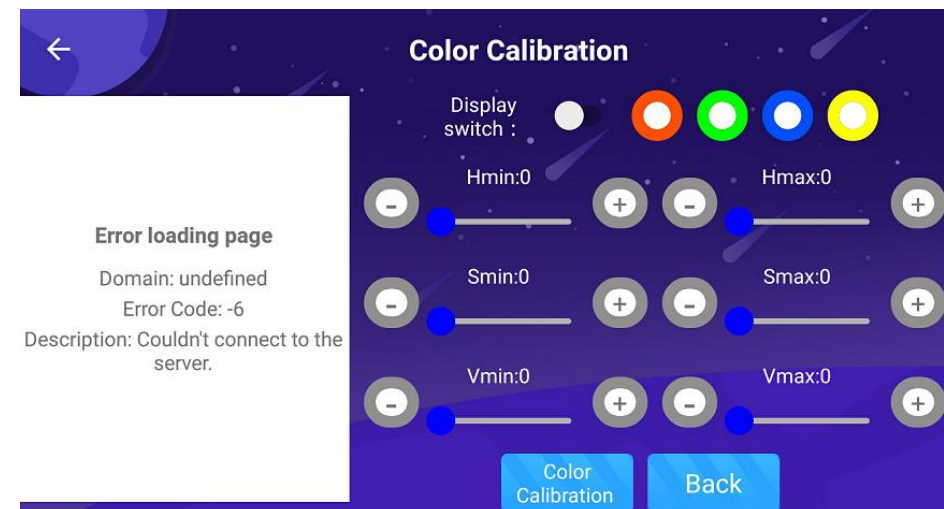 Color Calibration
Error loading page
Domain: undefined
Error Code: -6
Description: Couldn't connect to the
server.
Display
switch :
Hmin:0
Hmax:0
- + - +
Smin:0
Smax:0
- + - +
Vmin:0
Vmax:0
- + - +
Color
Calibration
Back